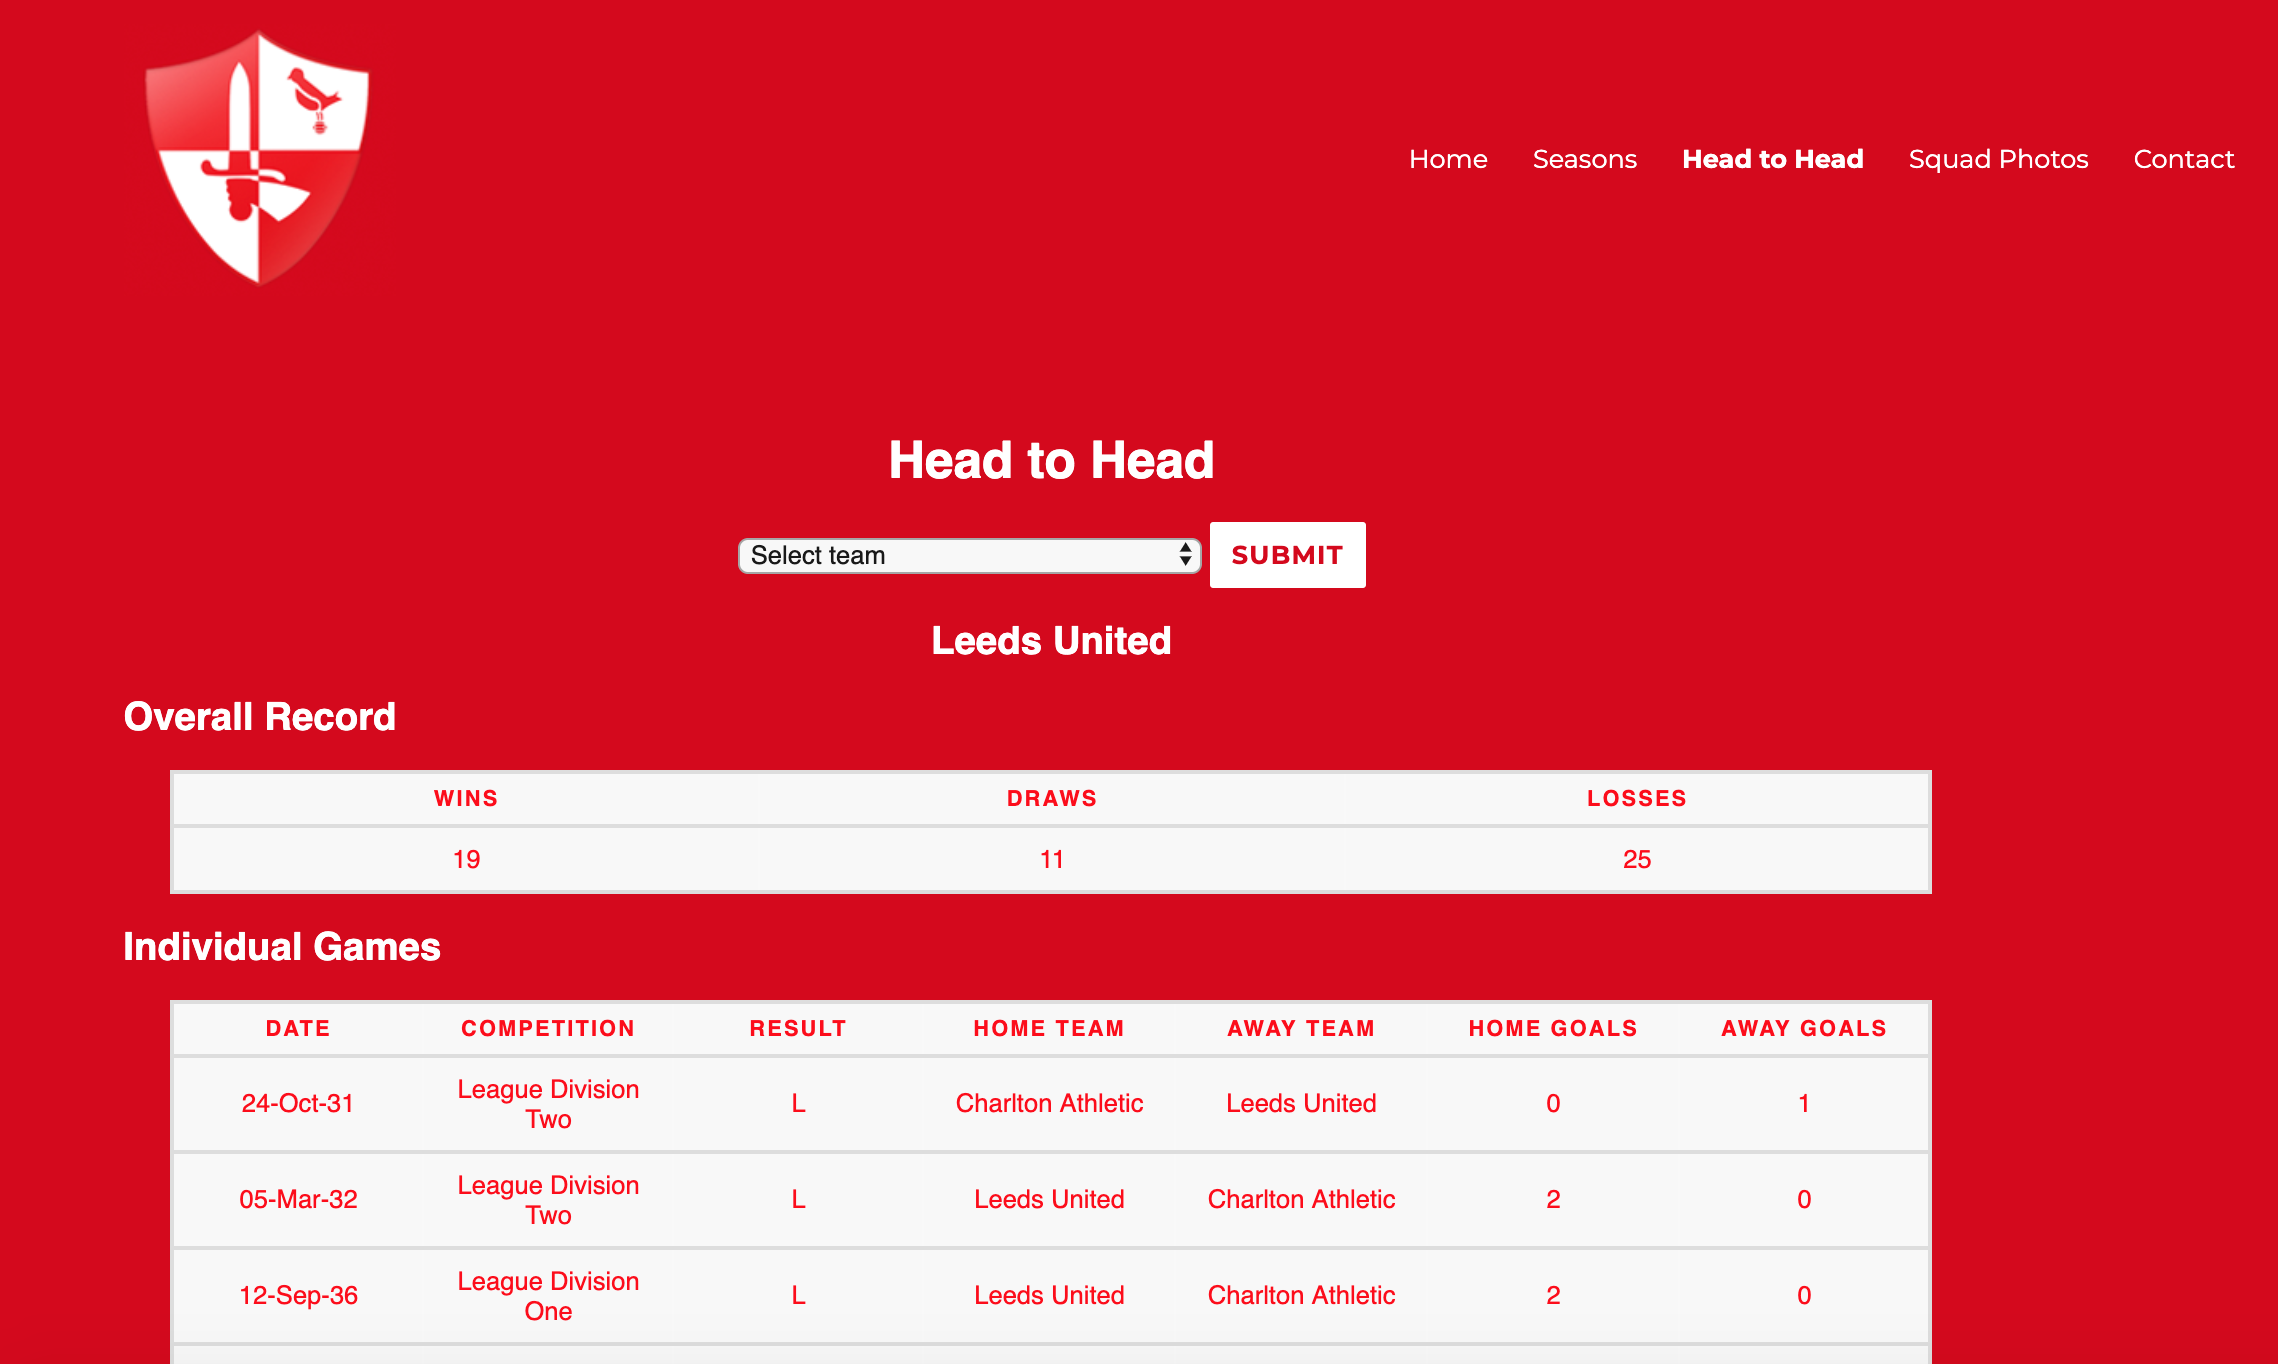 Home Seasons Head to Head Squad Photos Contact
Head to Head
Select team SUBMIT
Leeds United
Overall Record
WINS DRAWS LOSSES
19 11 25
Individual Games
DATE COMPETITION RESULT HOME TEAM AWAY TEAM HOME GOALS AWAY GOALS
24-Oct-31 League Division Two L Charlton Athletic Leeds United 0 1
05-Mar-32 League Division Two L Leeds United Charlton Athletic 2 0
12-Sep-36 League Division One L Leeds United Charlton Athletic 2 0